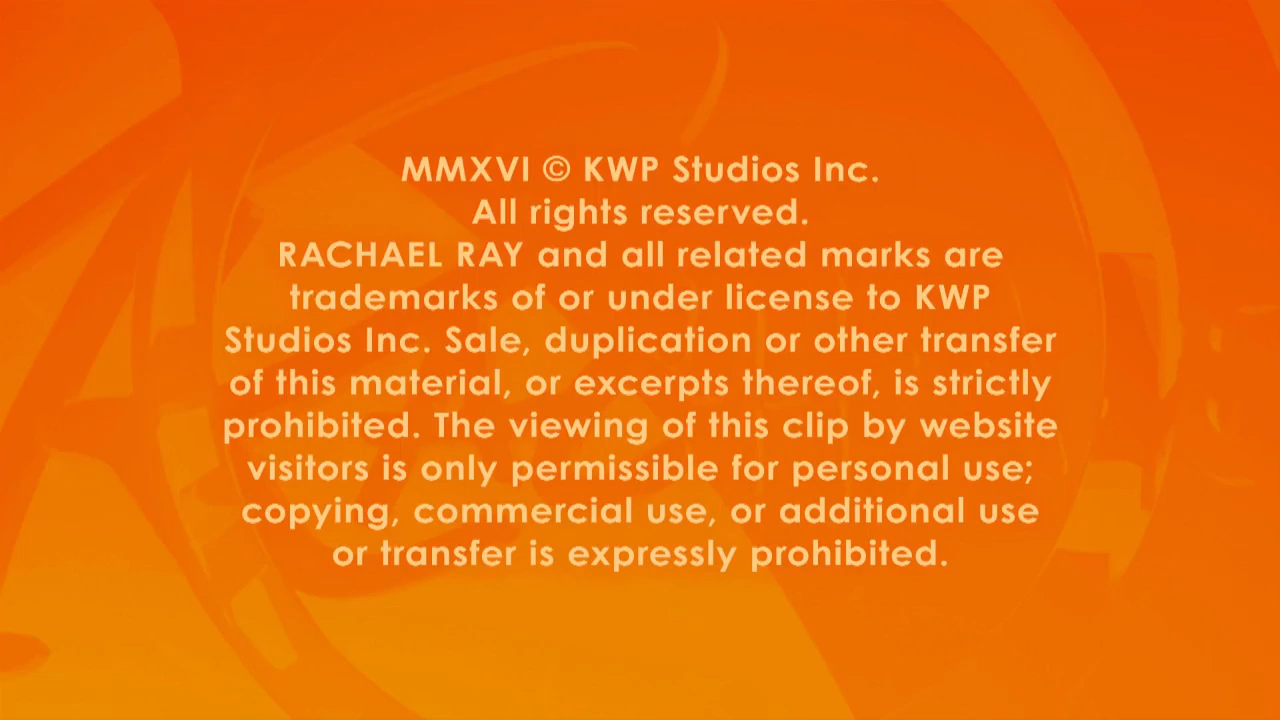 MMXVI © KWP Studios Inc.
All rights reserved.
RACHAEL RAY and all related marks are
trademarks of or under license to KWP
Studios Inc. Sale, duplication or other transfer
of this material, or excerpts thereof, is strictly
prohibited. The viewing of this clip by website
visitors is only permissible for personal use;
copying, commercial use, or additional use
or transfer is expressly prohibited.